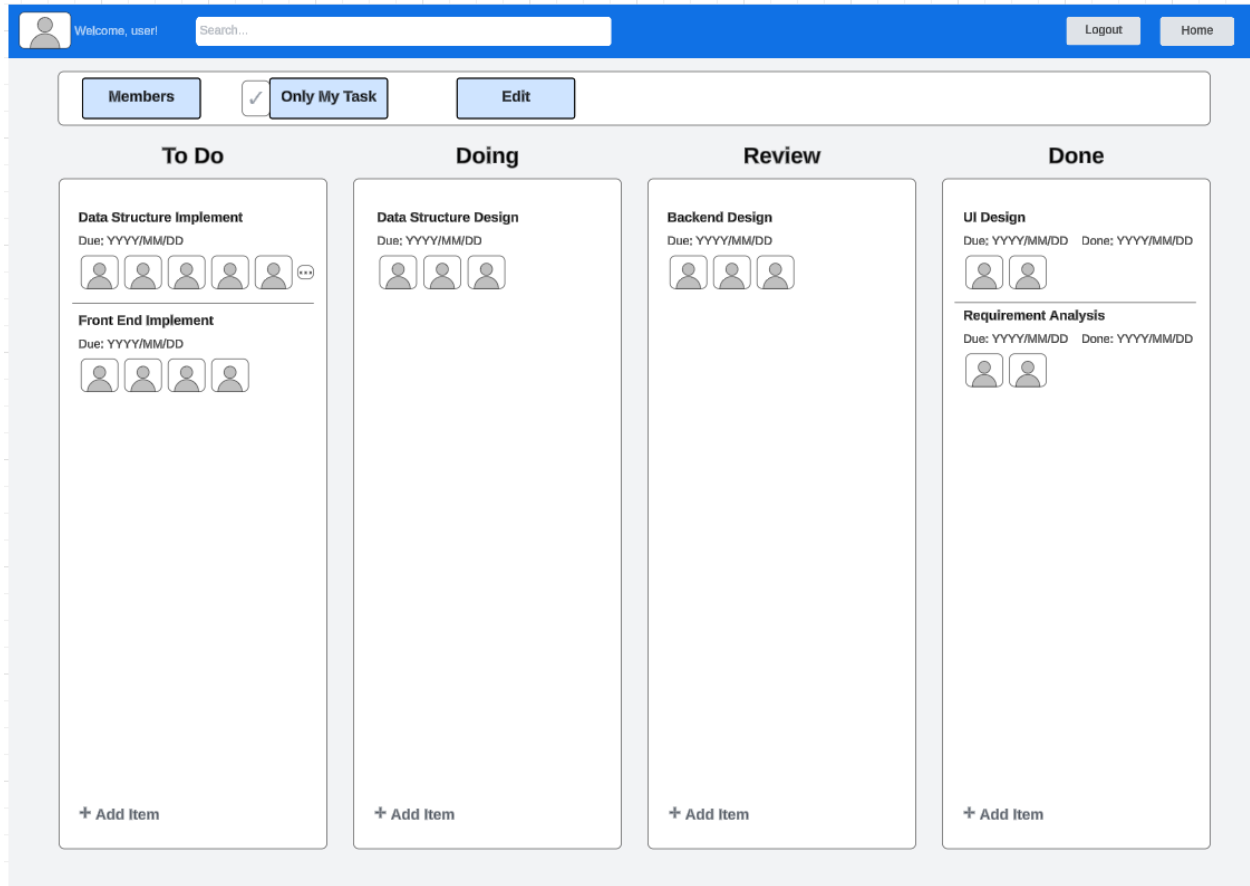 Welcome, user!
Search...
Logout
Home
Members
✓ Only My Task
Edit
To Do
Data Structure Implement
Due: YYYY/MM/DD
Front End Implement
Due: YYYY/MM/DD
+ Add Item
Doing
Data Structure Design
Due: YYYY/MM/DD
+ Add Item
Review
Backend Design
Due: YYYY/MM/DD
+ Add Item
Done
UI Design
Due: YYYY/MM/DD Done: YYYY/MM/DD
Requirement Analysis
Due: YYYY/MM/DD Done: YYYY/MM/DD
+ Add Item